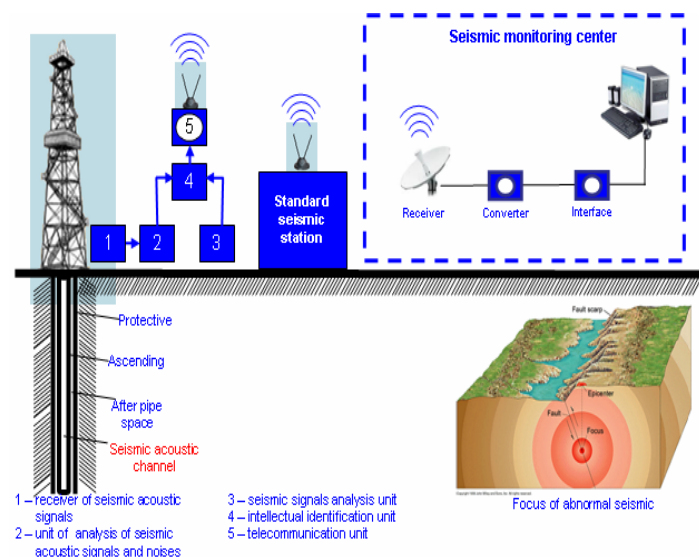 Seismic monitoring center
5
4
1
2
3
Standard
seismic
station
Receiver
Converter
Interface
Protective
Ascending
After pipe
space
Seismic acoustic
channel
Fault scarp
Epicenter
Fault
Focus
Focus of abnormal seismic
1 – receiver of seismic acoustic
signals
2 – unit of analysis of seismic
acoustic signals and noises
3 – seismic signals analysis unit
4 – intellectual identification unit
5 – telecommunication unit